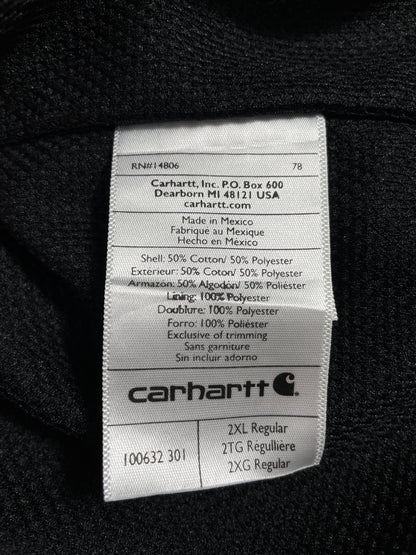 RN#14806 78
Carhartt, Inc. P.O. Box 600
Dearborn MI 48121 USA
carhartt.com
Made in Mexico
Fabrique au Mexique
Hecho en México
Shell: 50% Cotton/ 50% Polyester
Extérieur: 50% Coton/ 50% Polyester
Armazon: 50% Algodón/ 50% Poliéster
Lining: 100% Polyester
Doublure: 100% Polyester
Forro: 100% Poliéster
Exclusive of trimming
Sans garniture
Sin incluir adorno
carhartt
100632 301
2XL Regular
2TG Régulliere
2XG Regular